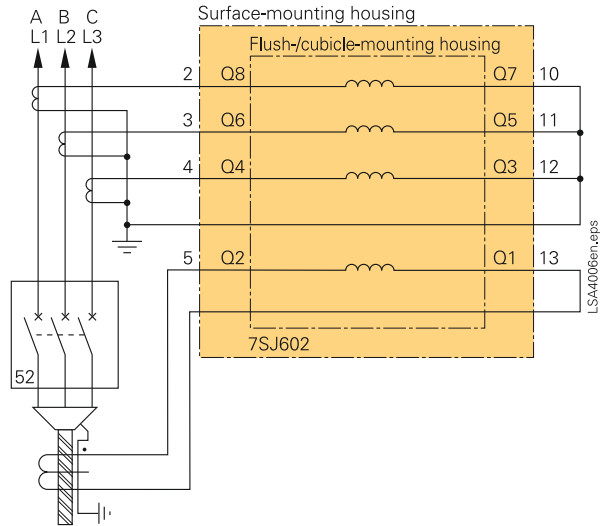 Surface-mounting housing
A B C
L1 L2 L3
Flush-/cubicle-mounting housing
2 Q8 Q7 10
3 Q6 Q5 11
4 Q4 Q3 12
5 Q2 Q1 13
7SJ602
52
LSA4006en.eps